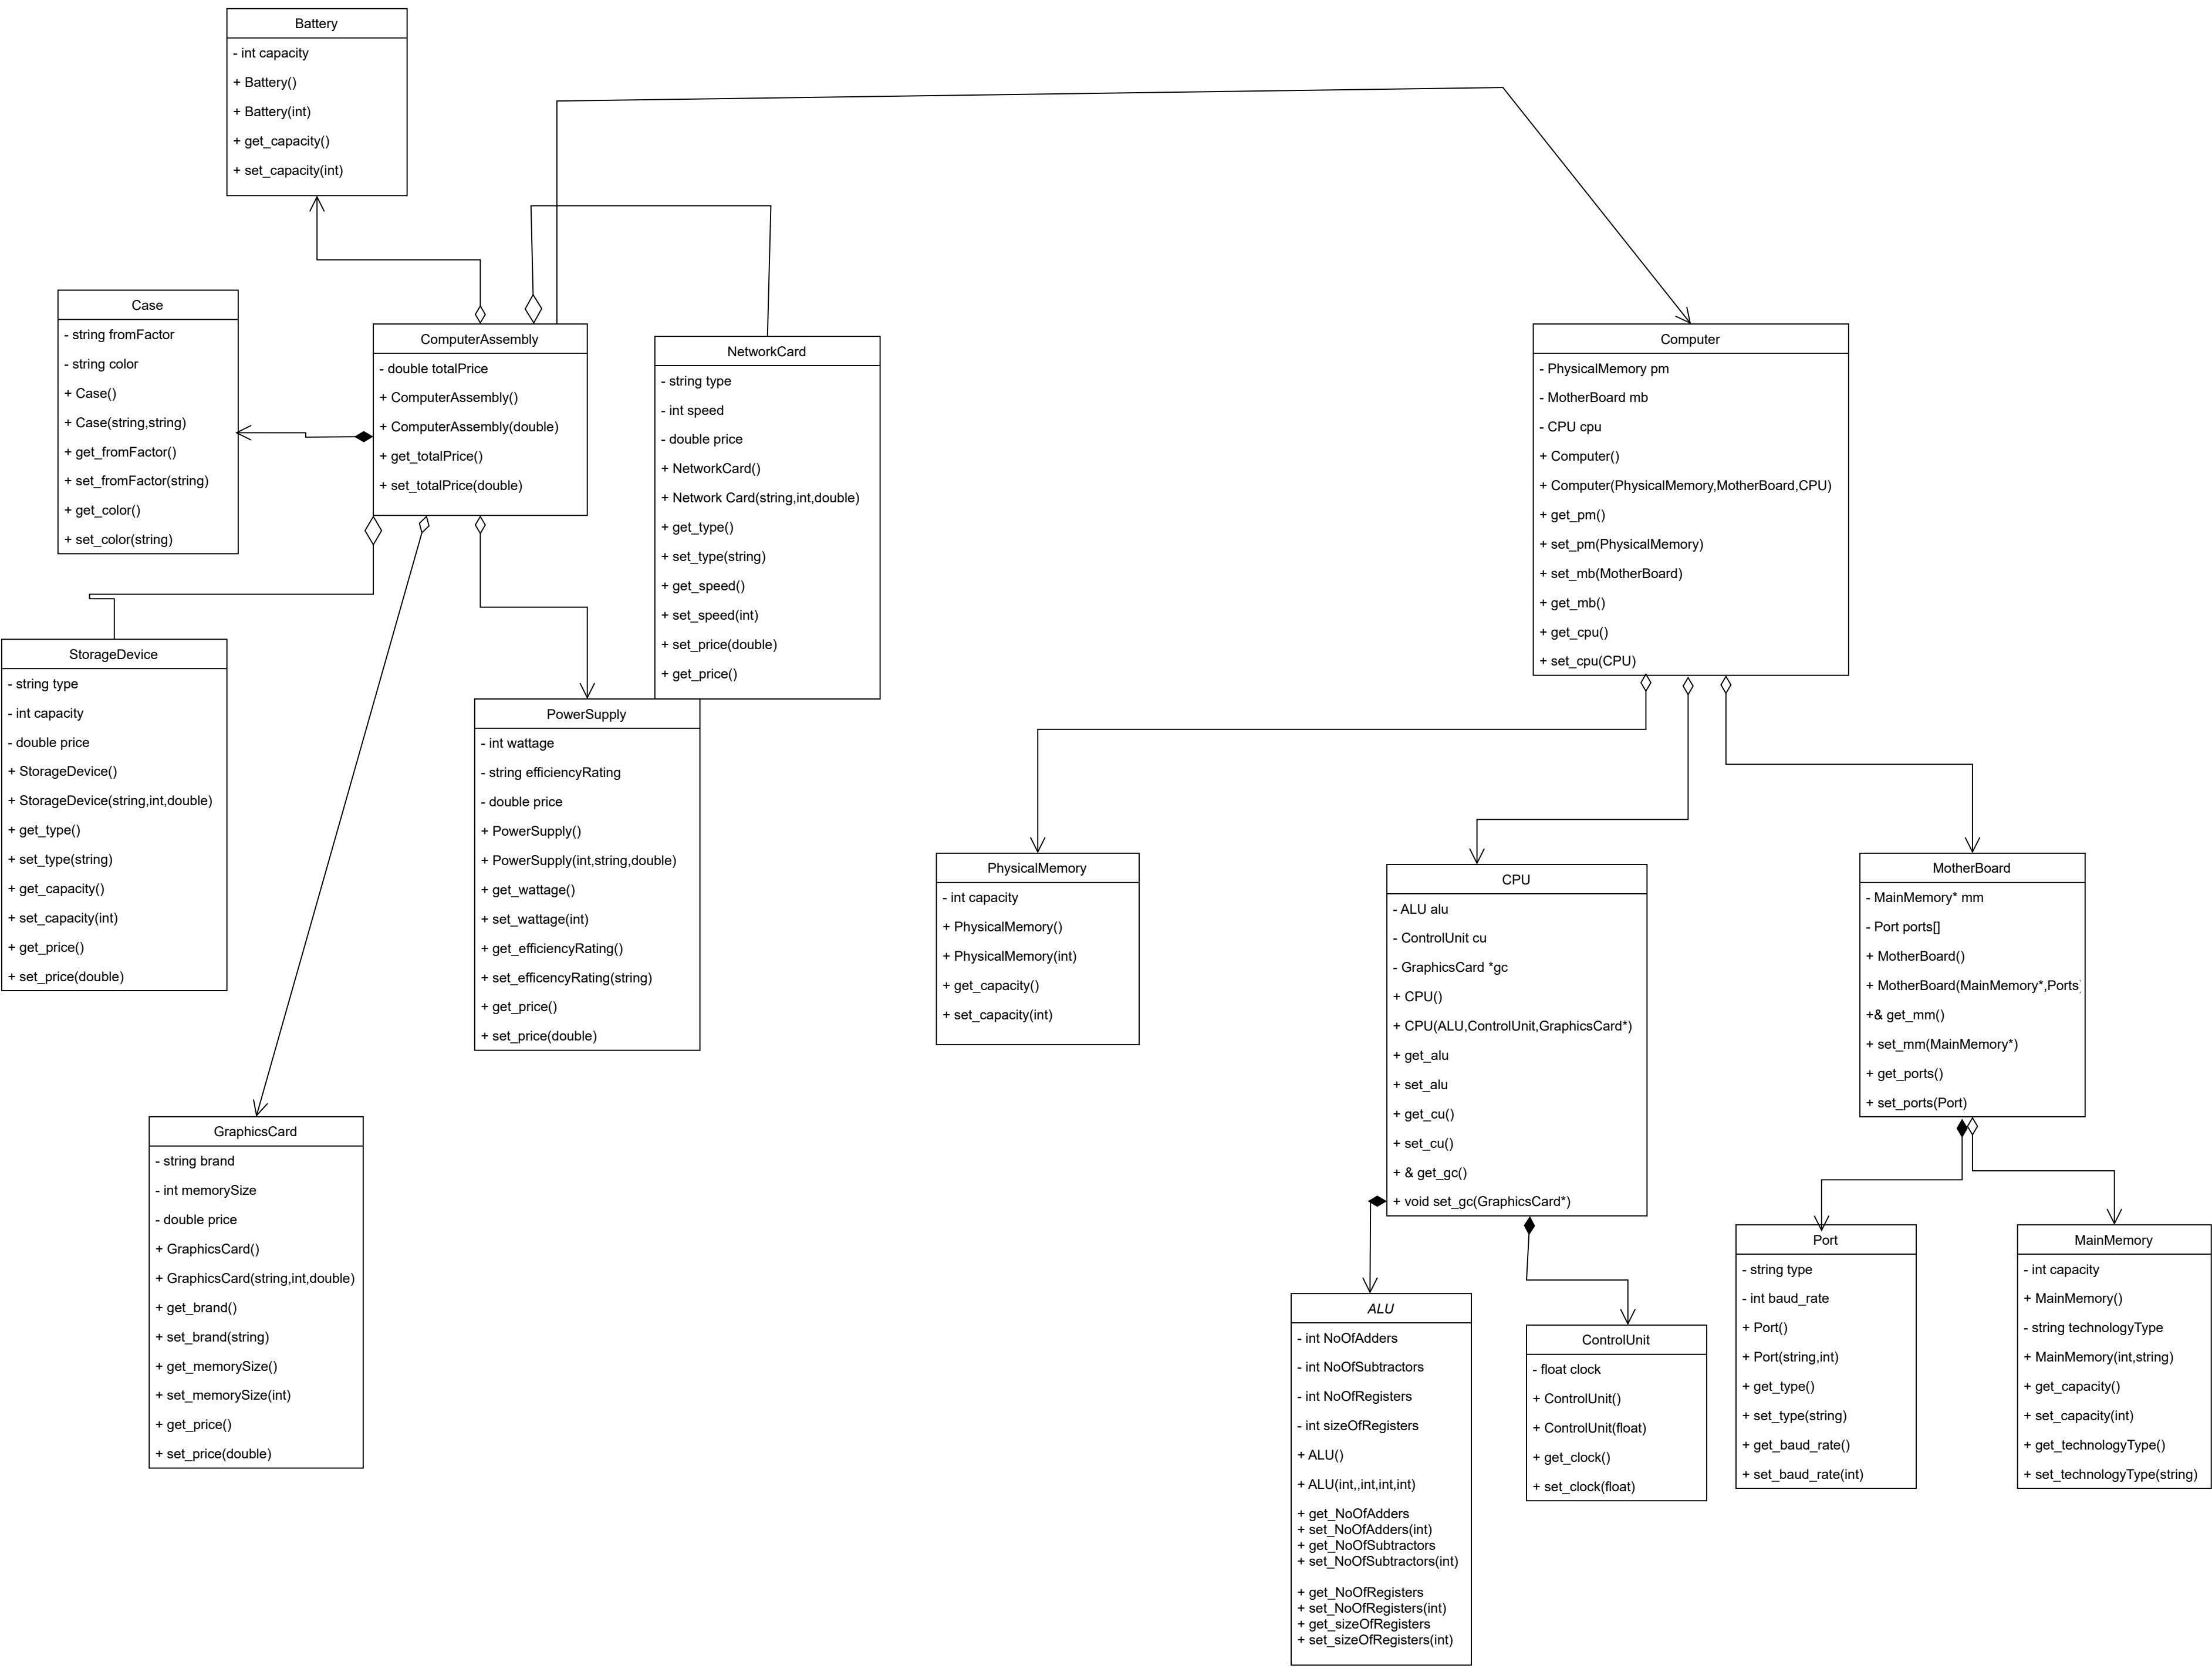 Battery
- int capacity
+ Battery()
+ Battery(int)
+ get_capacity()
+ set_capacity(int)
Case
- string fromFactor
- string color
+ Case()
+ Case(string,string)
+ get_fromFactor()
+ set_fromFactor(string)
+ get_color()
+ set_color(string)
ComputerAssembly
- double totalPrice
+ ComputerAssembly()
+ ComputerAssembly(double)
+ get_totalPrice()
+ set_totalPrice(double)
NetworkCard
- string type
- int speed
- double price
+ NetworkCard()
+ Network Card(string,int,double)
+ get_type()
+ set_type(string)
+ get_speed()
+ set_speed(int)
+ set_price(double)
+ get_price()
Computer
- PhysicalMemory pm
- MotherBoard mb
- CPU cpu
+ Computer()
+ Computer(PhysicalMemory,MotherBoard,CPU)
+ get_pm()
+ set_pm(PhysicalMemory)
+ set_mb(MotherBoard)
+ get_mb()
+ get_cpu()
+ set_cpu(CPU)
StorageDevice
- string type
- int capacity
- double price
+ StorageDevice()
+ StorageDevice(string,int,double)
+ get_type()
+ set_type(string)
+ get_capacity()
+ set_capacity(int)
+ get_price()
+ set_price(double)
PowerSupply
- int wattage
- string efficiencyRating
- double price
+ PowerSupply()
+ PowerSupply(int,string,double)
+ get_wattage()
+ set_wattage(int)
+ get_efficiencyRating()
+ set_efficencyRating(string)
+ get_price()
+ set_price(double)
PhysicalMemory
- int capacity
+ PhysicalMemory()
+ PhysicalMemory(int)
+ get_capacity()
+ set_capacity(int)
CPU
- ALU alu
- ControlUnit cu
- GraphicsCard *gc
+ CPU()
+ CPU(ALU,ControlUnit,GraphicsCard*)
+ get_alu
+ set_alu
+ get_cu()
+ set_cu()
+ & get_gc()
+ void set_gc(GraphicsCard*)
MotherBoard
- MainMemory* mm
- Port ports[]
+ MotherBoard()
+ MotherBoard(MainMemory*,Ports
+& get_mm()
+ set_mm(MainMemory*)
+ get_ports()
+ set_ports(Port)
GraphicsCard
- string brand
- int memorySize
- double price
+ GraphicsCard()
+ GraphicsCard(string,int,double)
+ get_brand()
+ set_brand(string)
+ get_memorySize()
+ set_memorySize(int)
+ get_price()
+ set_price(double)
ALU
- int NoOfAdders
- int NoOfSubtractors
- int NoOfRegisters
- int sizeOfRegisters
+ ALU()
+ ALU(int,,int,int,int)
+ get_NoOfAdders
+ set_NoOfAdders(int)
+ get_NoOfSubtractors
+ set_NoOfSubtractors(int)
+ get_NoOfRegisters
+ set_NoOfRegisters(int)
+ get_sizeOfRegisters
+ set_sizeOfRegisters(int)
ControlUnit
- float clock
+ ControlUnit()
+ ControlUnit(float)
+ get_clock()
+ set_clock(float)
Port
- string type
- int baud_rate
+ Port()
+ Port(string,int)
+ get_type()
+ set_type(string)
+ get_baud_rate()
+ set_baud_rate(int)
MainMemory
- int capacity
+ MainMemory()
- string technologyType
+ MainMemory(int,string)
+ get_capacity()
+ set_capacity(int)
+ get_technologyType()
+ set_technologyType(string)